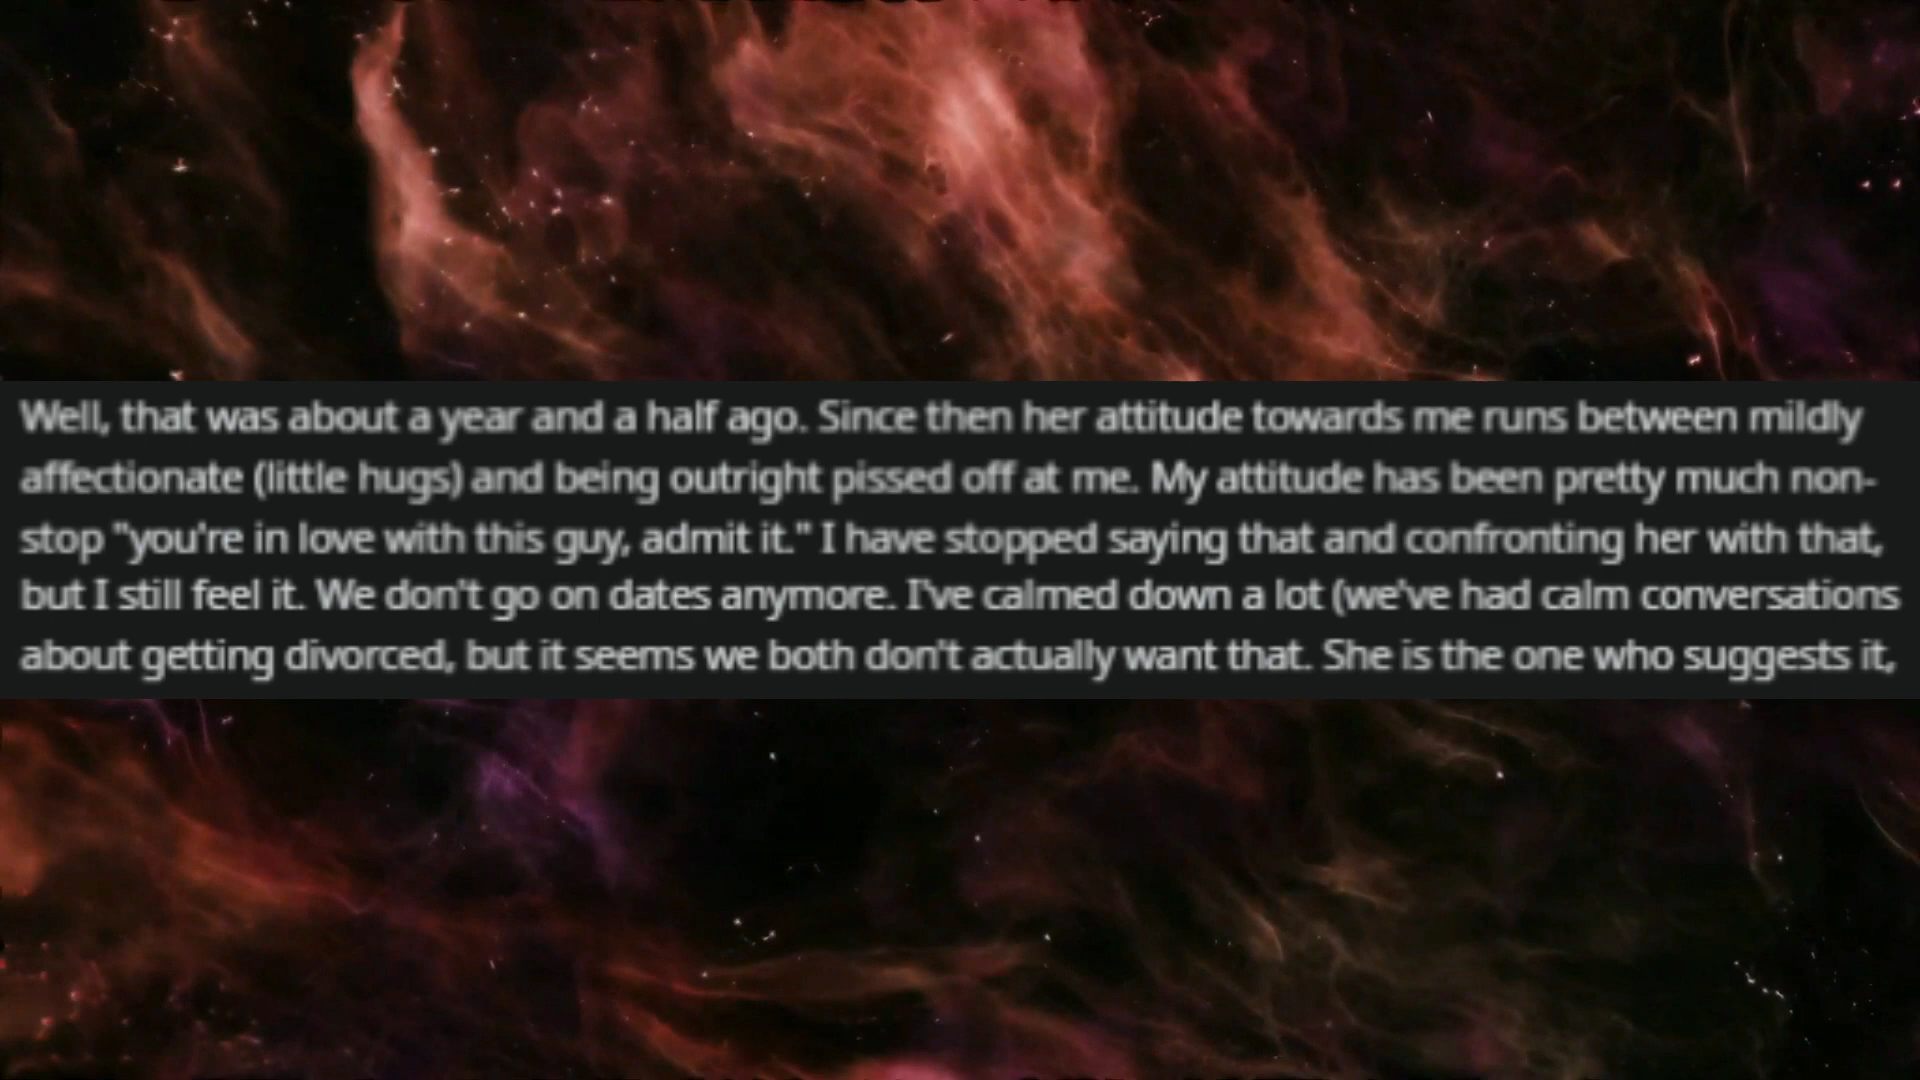 Well, that was about a year and a half ago. Since then her attitude towards me runs between mildly
affectionate (little hugs) and being outright pissed off at me. My attitude has been pretty much non-
stop "you're in love with this guy, admit it." I have stopped saying that and confronting her with that,
but I still feel it. We don't go on dates anymore. I've calmed down a lot (we've had calm conversations
about getting divorced, but it seems we both don't actually want that. She is the one who suggests it,